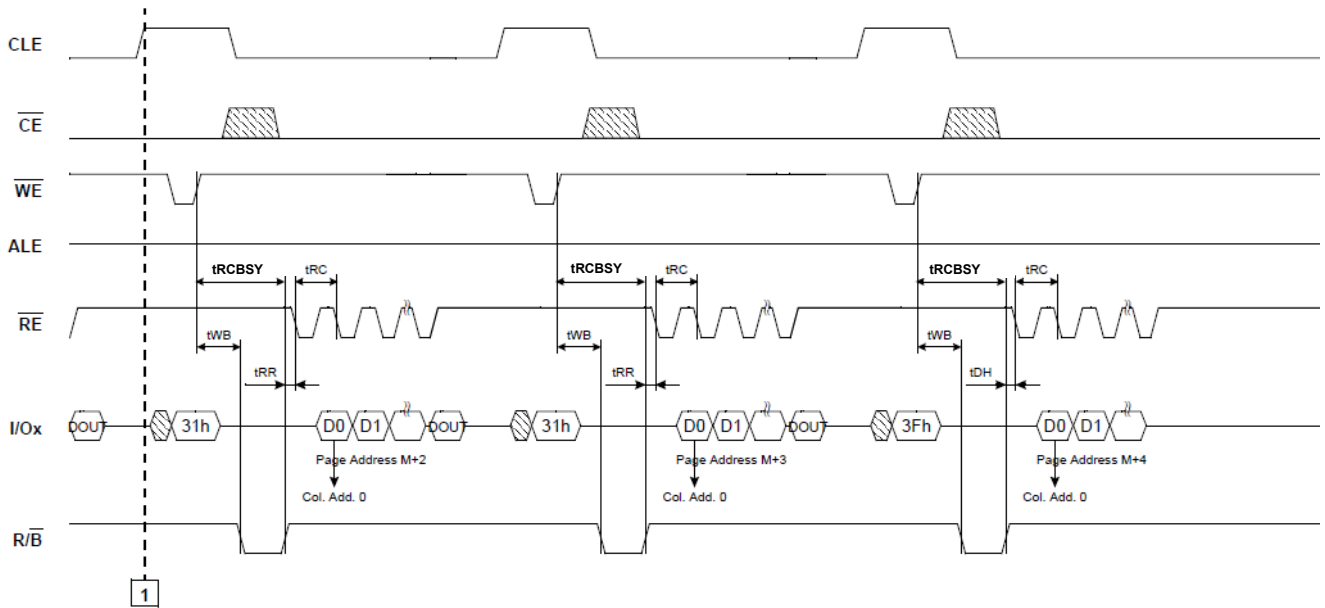 CLE
CE
WE
ALE
tRCBSY tRC tRCBSY tRC tRCBSY tRC
RE
tWB tWB tWB
tRR tRR tDH
I/Ox DOUT 31h D0 D1 DOUT 31h D0 D1 DOUT 3Fh D0 D1
Page Address M+2 Page Address M+3 Page Address M+4
Col. Add. 0 Col. Add. 0 Col. Add. 0
R/B
1